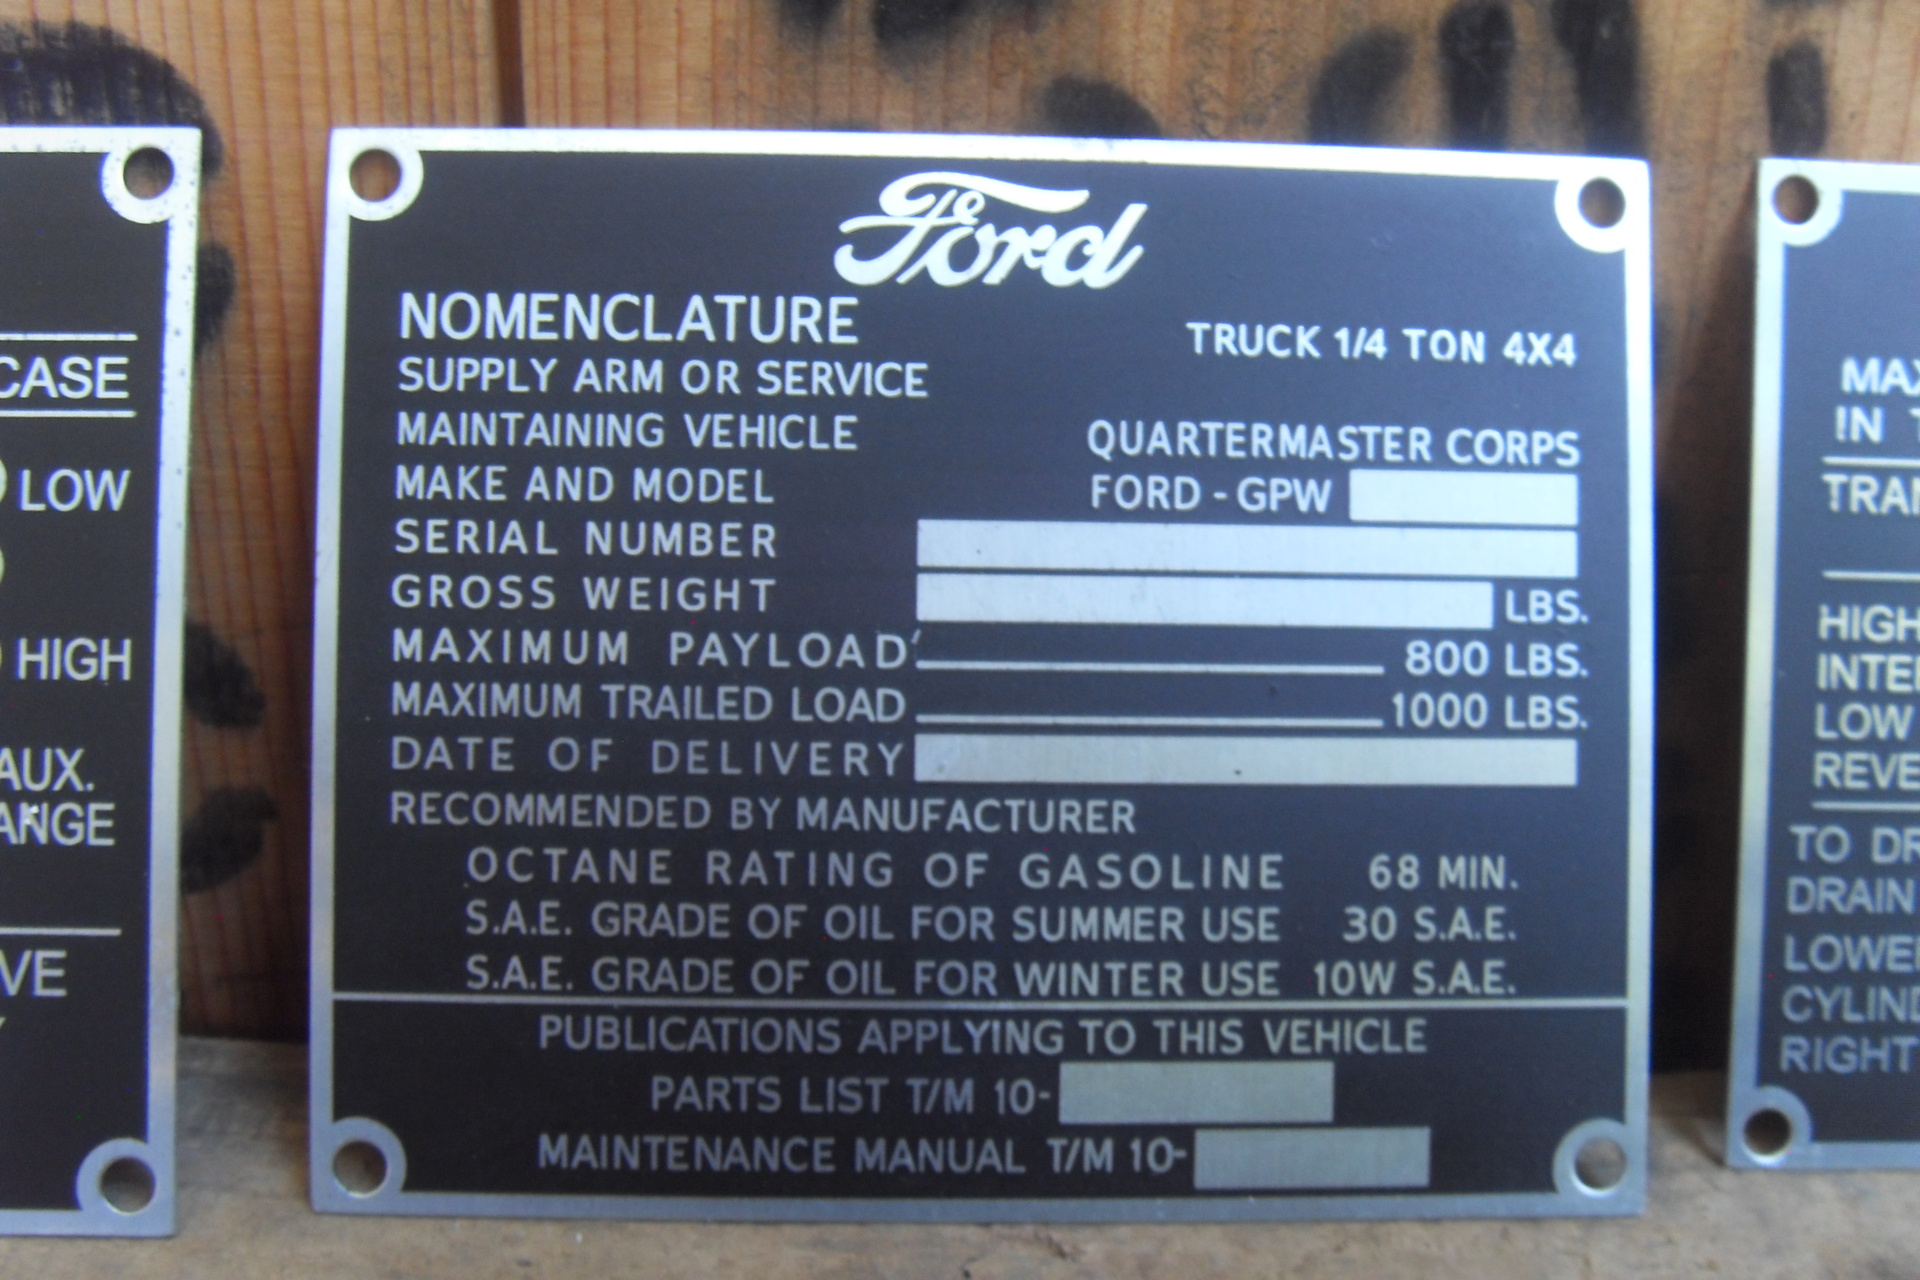 CASE
LOW
HIGH
AUX.
VE
Ford
NOMENCLATURE TRUCK 1/4 TON 4X4
SUPPLY ARM OR SERVICE
MAINTAINING VEHICLE QUARTERMASTER CORPS
MAKE AND MODEL FORD - GPW
SERIAL NUMBER
GROSS WEIGHT LBS.
MAXIMUM PAYLOAD 800 LBS.
MAXIMUM TRAILED LOAD 1000 LBS.
DATE OF DELIVERY
RECOMMENDED BY MANUFACTURER
OCTANE RATING OF GASOLINE 68 MIN.
S.A.E. GRADE OF OIL FOR SUMMER USE 30 S.A.E.
S.A.E. GRADE OF OIL FOR WINTER USE 10W S.A.E.
PUBLICATIONS APPLYING TO THIS VEHICLE
PARTS LIST T/M 10-
MAINTENANCE MANUAL T/M 10-
MAX
IN T
TRAN
HIGH
INTE
LOW
REVE
TO DR
DRAIN
LOWE
CYLIND
RIGHT